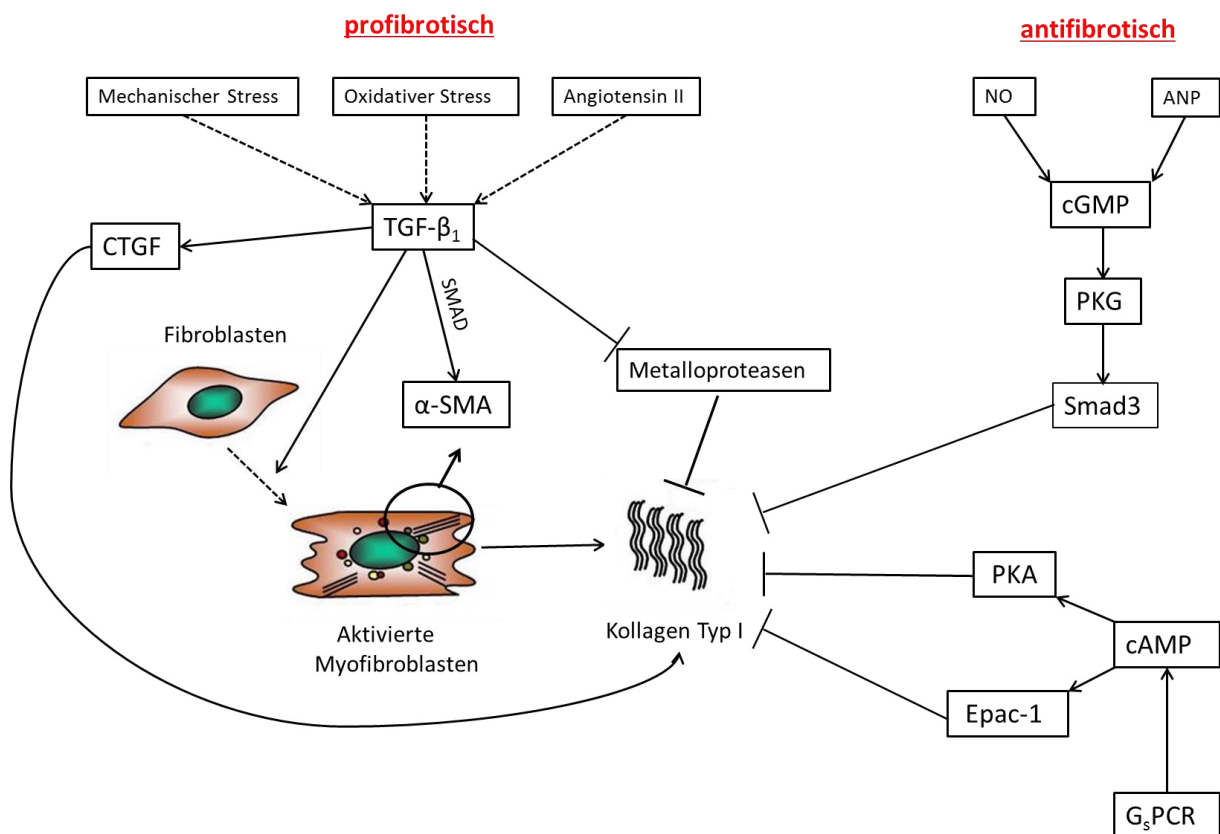 profibrotisch
antifibrotisch
Mechanischer Stress
Oxidativer Stress
Angiotensin II
NO
ANP
TGF-β₁
cGMP
CTGF
SMAD
PKG
Fibroblasten
Metalloproteasen
α-SMA
Smad3
PKA
Aktivierte
Myofibroblasten
Kollagen Typ I
cAMP
Epac-1
GₛPCR